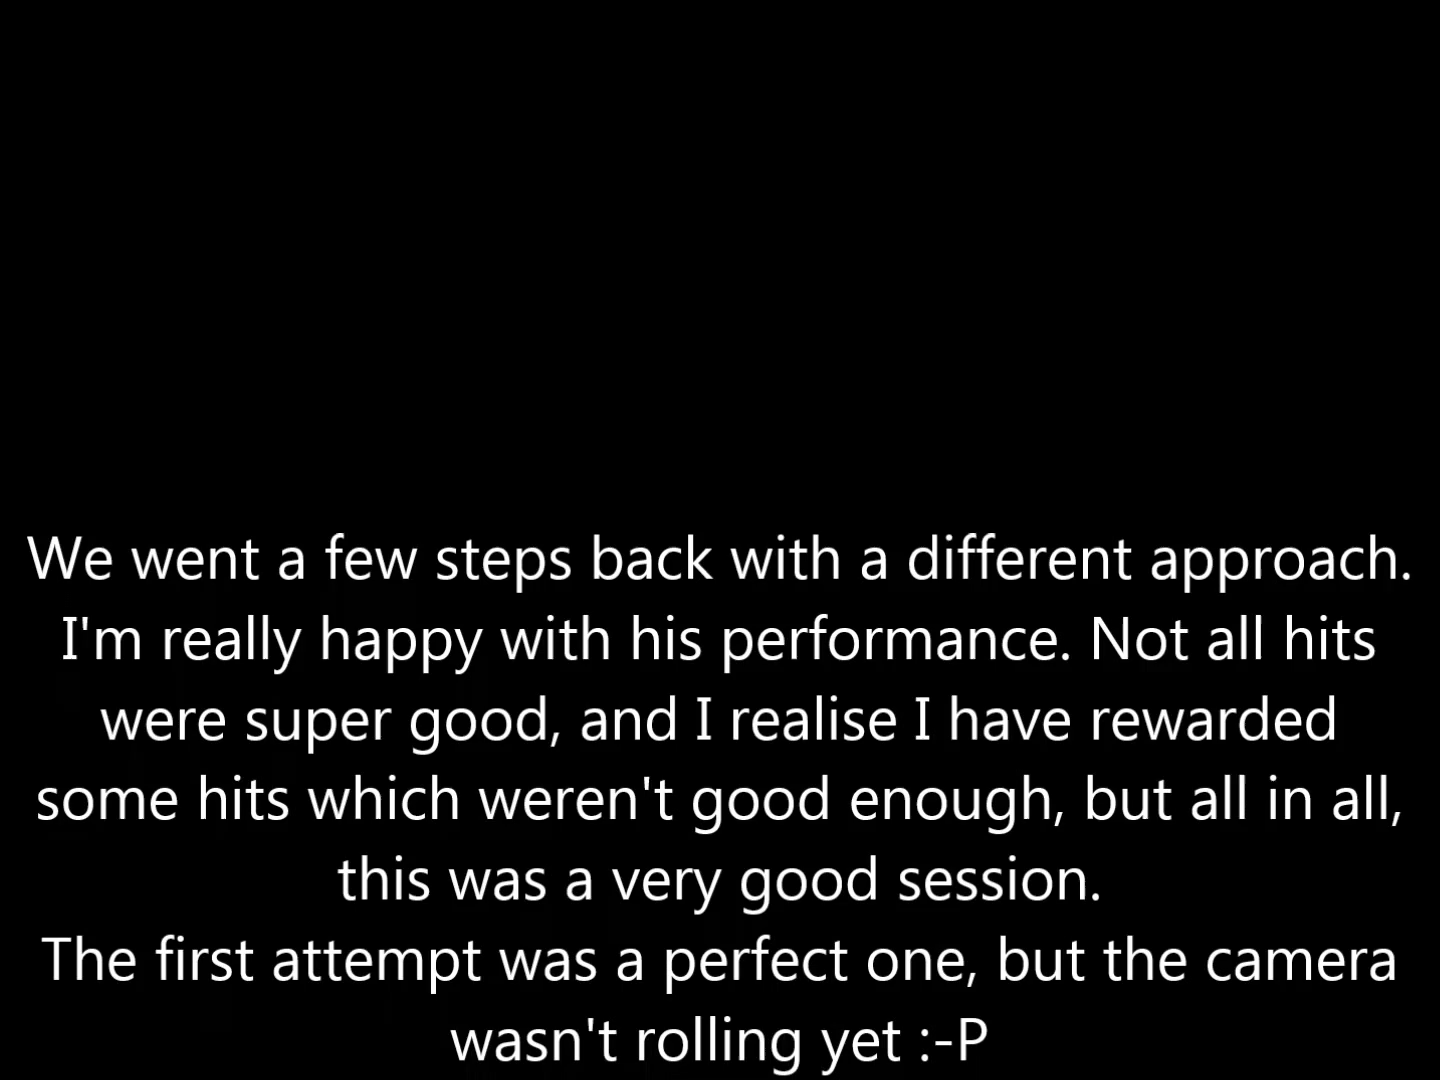 We went a few steps back with a different approach.
I'm really happy with his performance. Not all hits
were super good, and I realise I have rewarded
some hits which weren't good enough, but all in all,
this was a very good session.
The first attempt was a perfect one, but the camera
wasn't rolling yet :-P